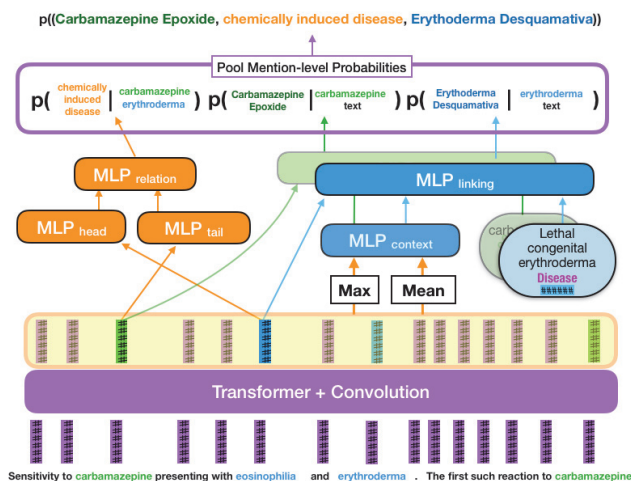 p((Carbamazepine Epoxide, chemically induced disease, Erythoderma Desquamativa))
Pool Mention-level Probabilities
p( chemically induced disease | carbamazepine erythroderma ) p( Carbamazepine Epoxide | carbamazepine text ) p( Erythoderma Desquamativa | erythroderma text )
MLP relation
MLP linking
MLP head
MLP tail
MLP context
Lethal
congenital
erythroderma
Disease
######
Max
Mean
Transformer + Convolution
Sensitivity to carbamazepine presenting with eosinophilia and erythroderma . The first such reaction to carbamazepine